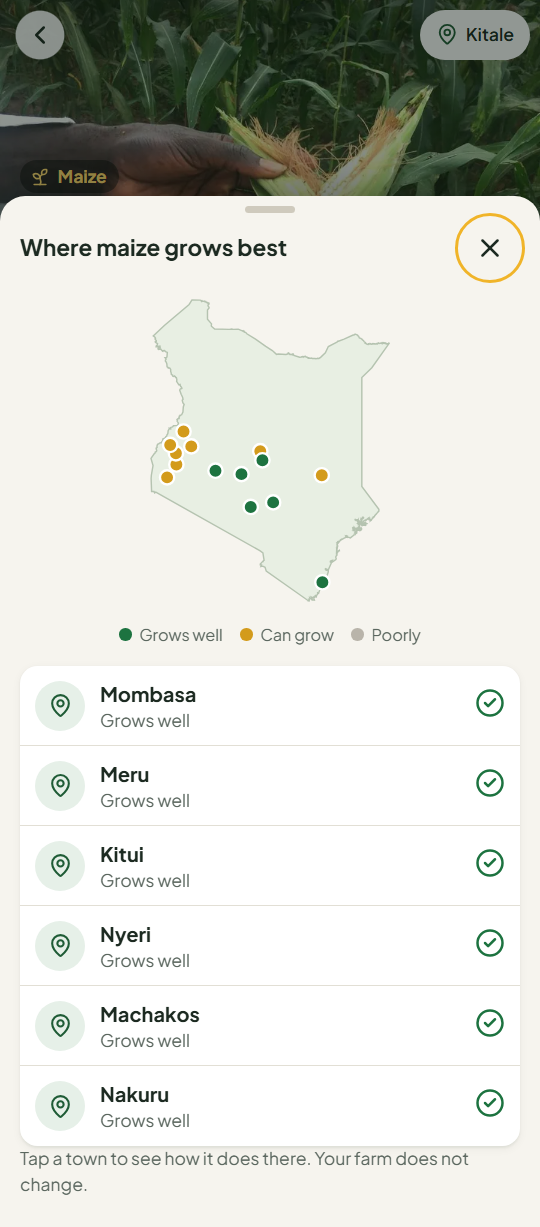 Kitale
Maize
Where maize grows best
Grows well
Can grow
Poorly
Mombasa
Grows well
Meru
Grows well
Kitui
Grows well
Nyeri
Grows well
Machakos
Grows well
Nakuru
Grows well
Tap a town to see how it does there. Your farm does not
change.